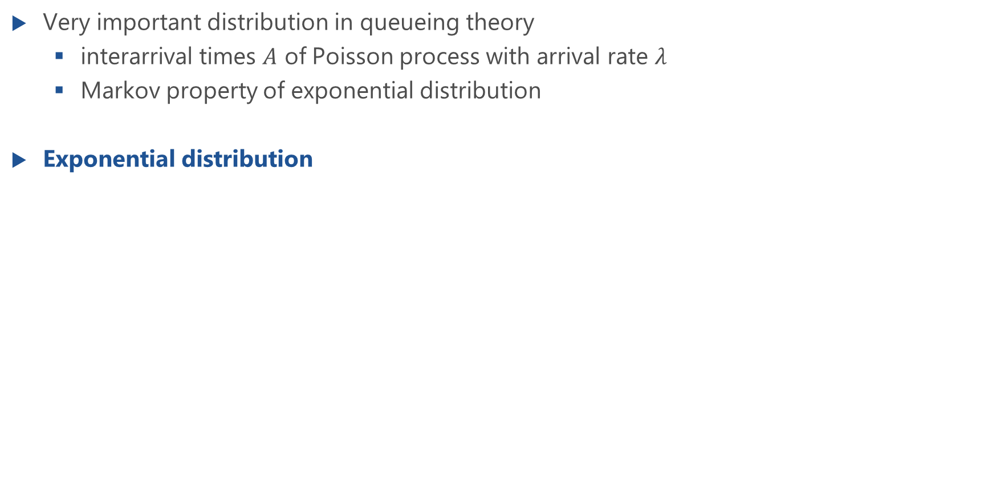 ▶ Very important distribution in queueing theory
▪ interarrival times A of Poisson process with arrival rate λ
▪ Markov property of exponential distribution
▶ Exponential distribution